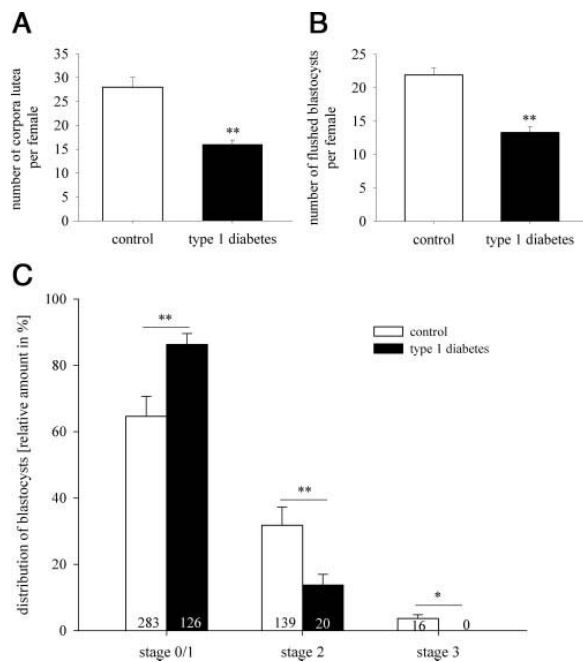 A
number of corpora lutea
per female
35
30
25
20
15
10
5
0
**
control
type 1 diabetes
B
number of flushed blastocysts
per female
25
20
15
10
5
0
**
control
type 1 diabetes
C
distribution of blastocysts [relative amount in %]
100
80
60
40
20
0
control
type 1 diabetes
**
**
*
283
126
139
20
16
0
stage 0/1
stage 2
stage 3